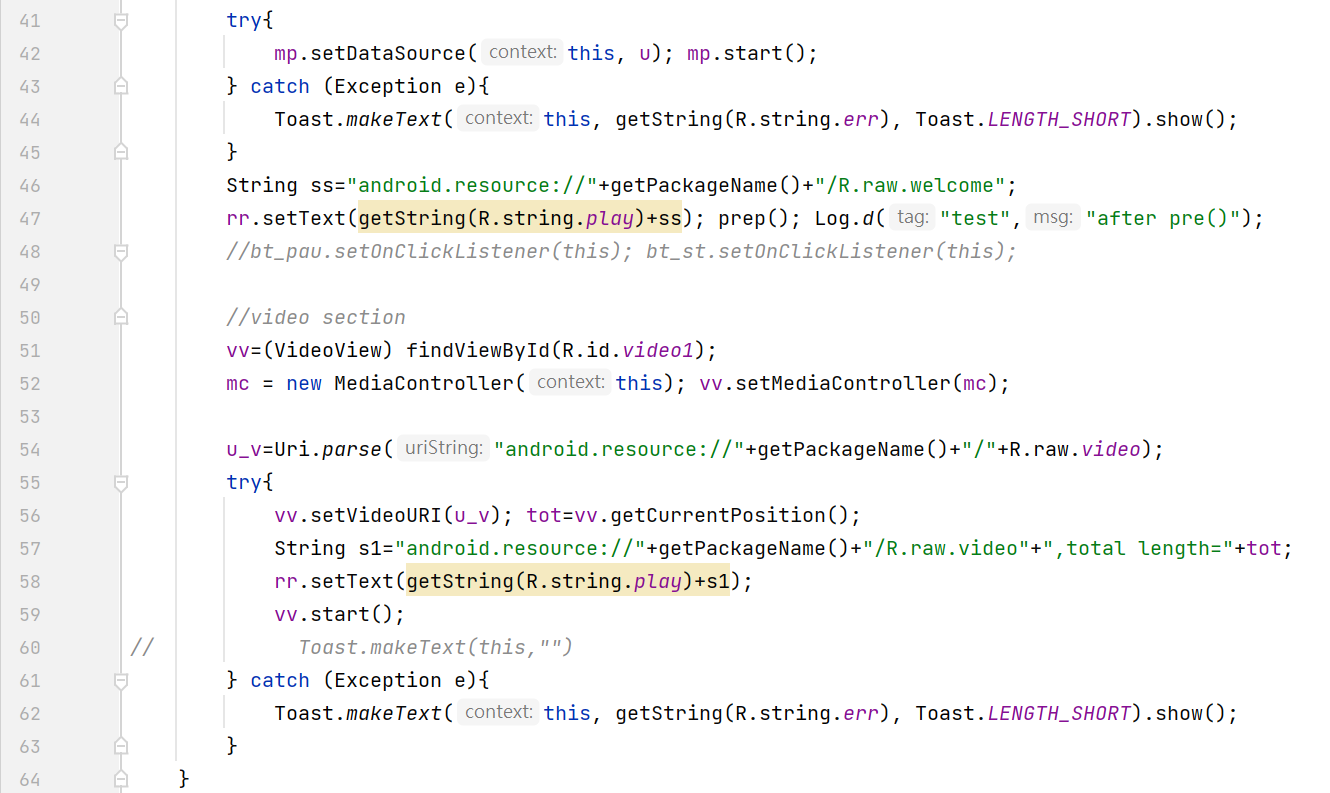 41 try{
42 mp.setDataSource( context: this, u); mp.start();
43 } catch (Exception e){
44 Toast.makeText( context: this, getString(R.string.err), Toast.LENGTH_SHORT).show();
45 }
46 String ss="android.resource://"+getPackageName()+"/R.raw.welcome";
47 rr.setText(getString(R.string.play)+ss); prep(); Log.d( tag: "test", msg: "after pre()");
48 //bt_pau.setOnClickListener(this); bt_st.setOnClickListener(this);
49
50 //video section
51 vv=(VideoView) findViewById(R.id.video1);
52 mc = new MediaController( context: this); vv.setMediaController(mc);
53
54 u_v=Uri.parse( uriString: "android.resource://"+getPackageName()+"/"+R.raw.video);
55 try{
56 vv.setVideoURI(u_v); tot=vv.getCurrentPosition();
57 String s1="android.resource://"+getPackageName()+"/R.raw.video"+",total length="+tot;
58 rr.setText(getString(R.string.play)+s1);
59 vv.start();
60 // Toast.makeText(this,"")
61 } catch (Exception e){
62 Toast.makeText( context: this, getString(R.string.err), Toast.LENGTH_SHORT).show();
63 }
64 }